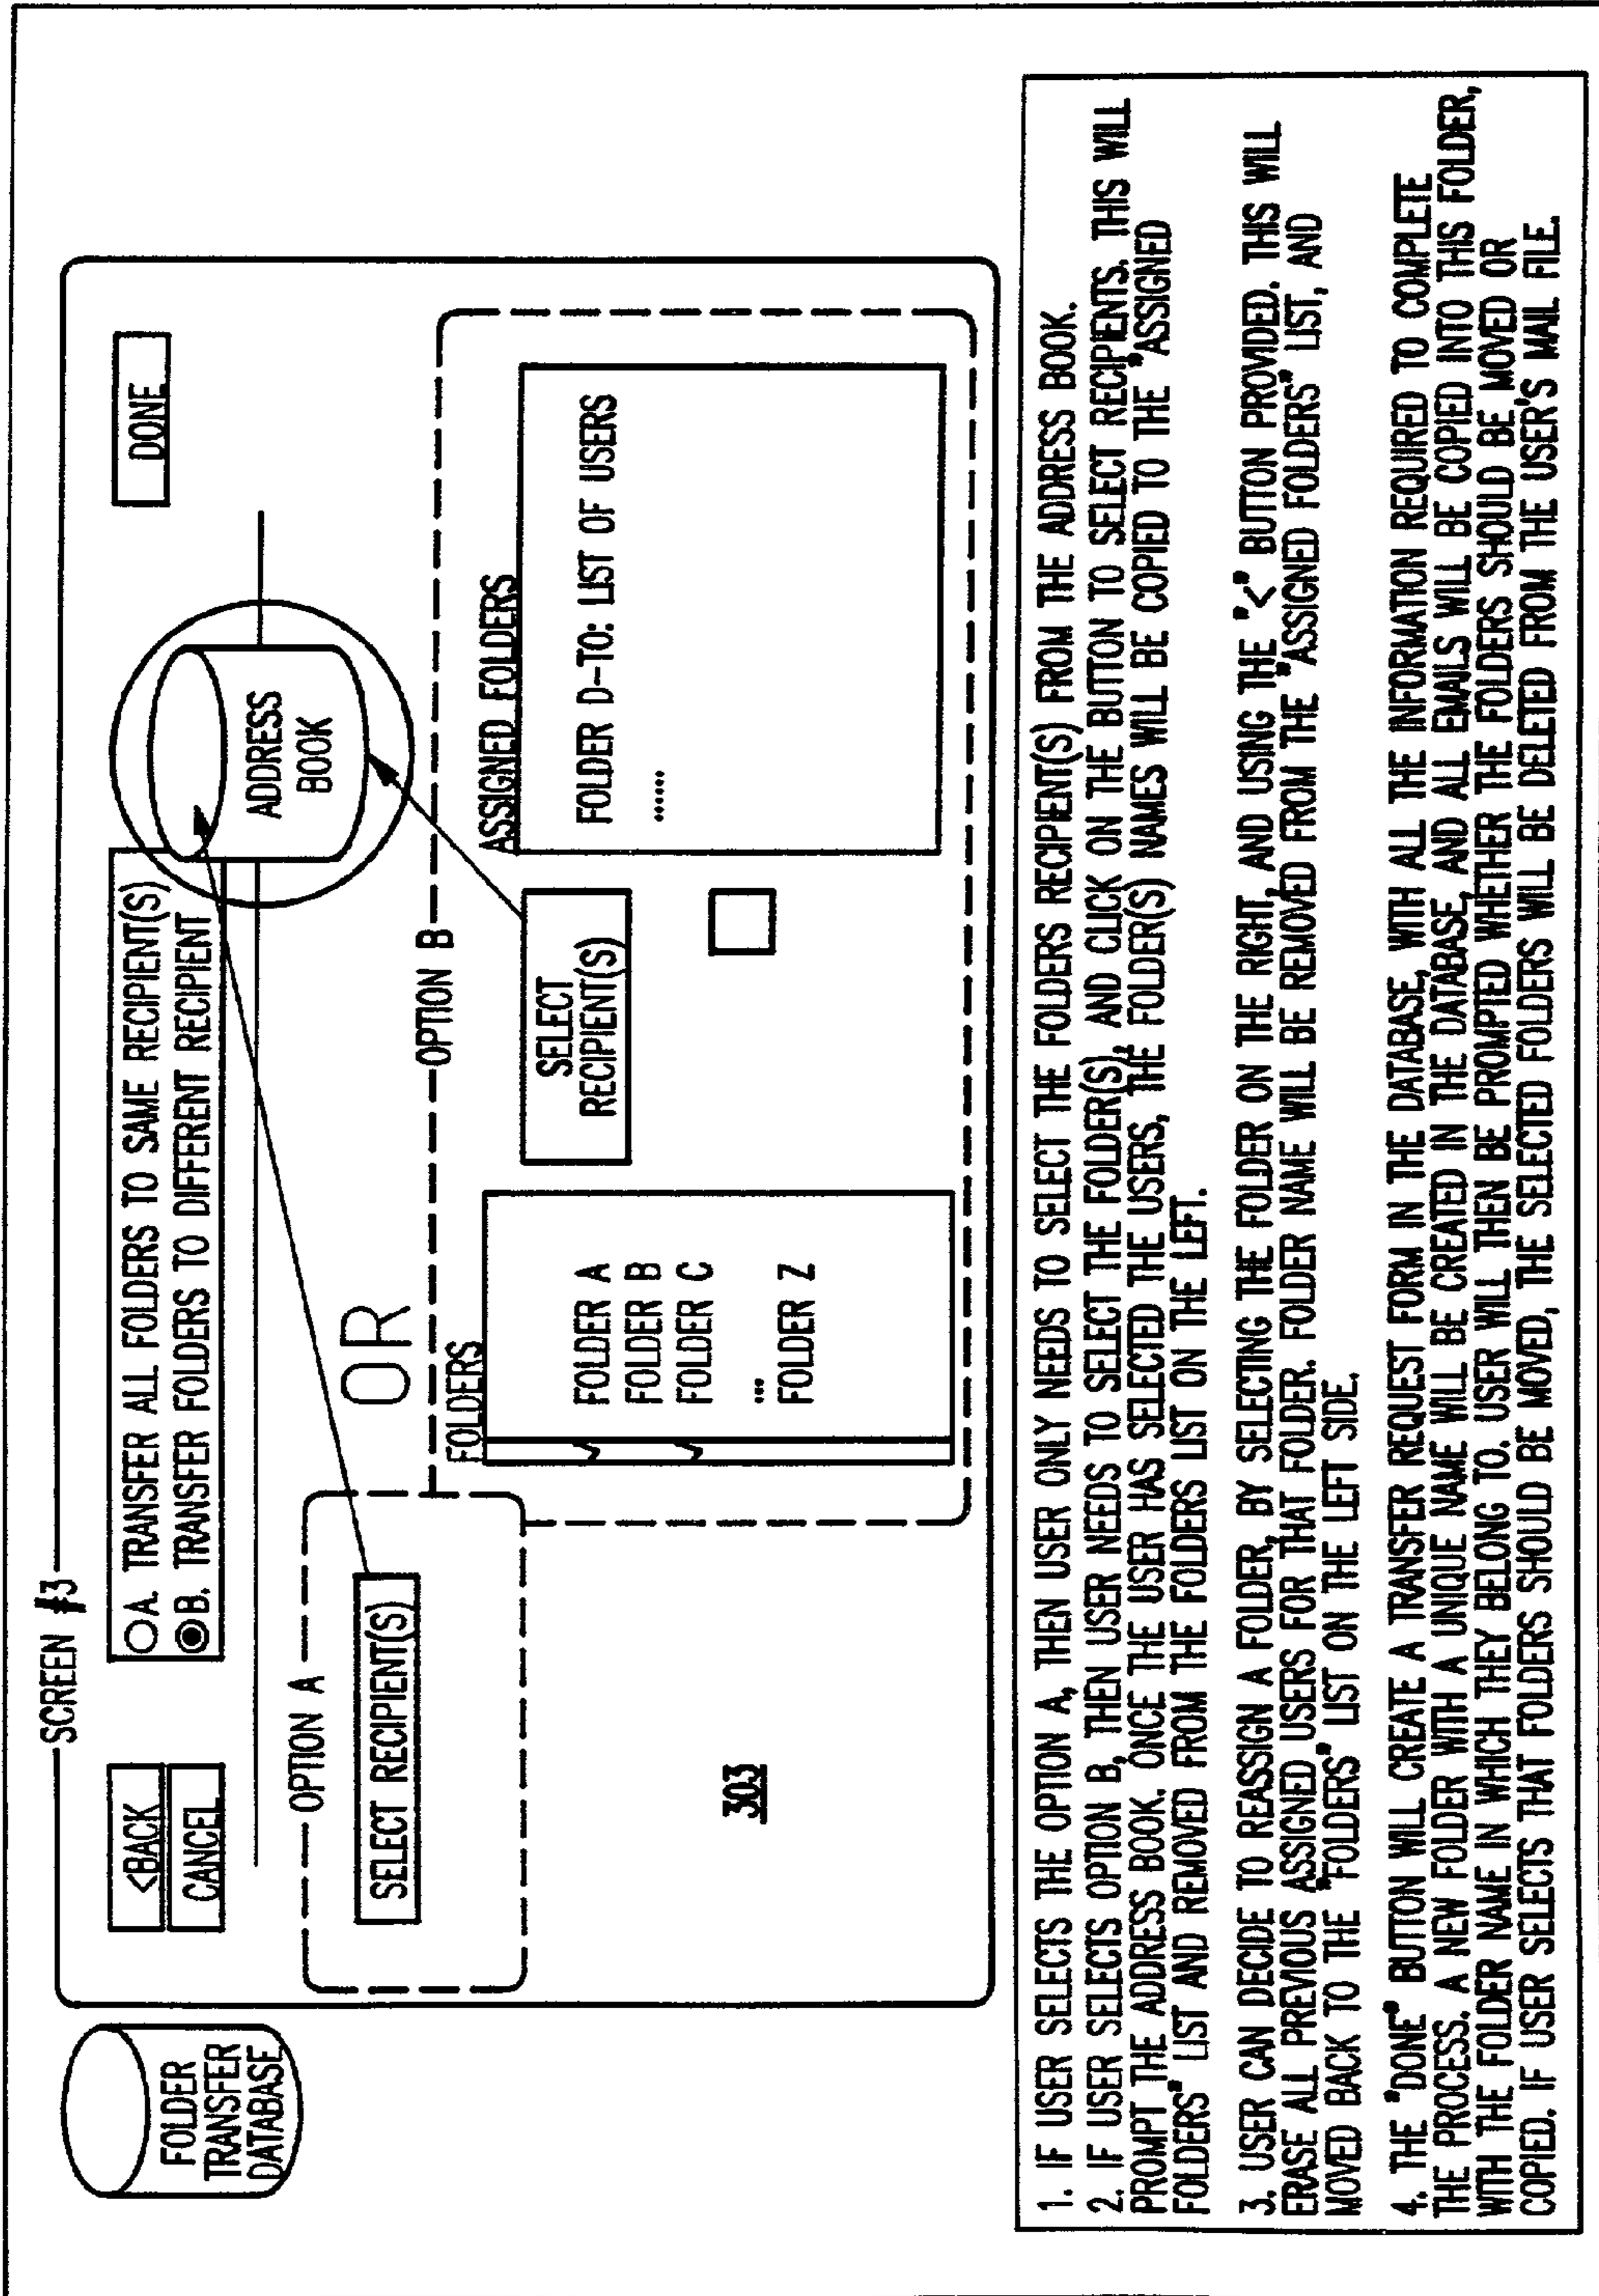 SCREEN #3
FOLDER
TRANSFER
DATABASE
<BACK
CANCEL
A. TRANSFER ALL FOLDERS TO SAME RECIPIENT(S)
B. TRANSFER FOLDERS TO DIFFERENT RECIPIENT
DONE
ADDRESS
BOOK
OPTION A
SELECT RECIPIENT(S)
OR
OPTION B
FOLDERS
FOLDER A
FOLDER B
FOLDER C
...
FOLDER Z
SELECT
RECIPIENT(S)
ASSIGNED FOLDERS
FOLDER D-TO: LIST OF USERS
......
303
1. IF USER SELECTS THE OPTION A, THEN USER ONLY NEEDS TO SELECT THE FOLDERS RECIPIENT(S) FROM THE ADDRESS BOOK.
2. IF USER SELECTS OPTION B, THEN USER NEEDS TO SELECT THE FOLDER(S), AND CLICK ON THE BUTTON TO SELECT RECIPIENTS. THIS WILL
PROMPT THE ADDRESS BOOK. ONCE THE USER HAS SELECTED THE USERS, THE FOLDER(S) NAMES WILL BE COPIED TO THE "ASSIGNED
FOLDERS" LIST AND REMOVED FROM THE FOLDERS LIST ON THE LEFT.
3. USER CAN DECIDE TO REASSIGN A FOLDER, BY SELECTING THE FOLDER ON THE RIGHT, AND USING THE "<" BUTTON PROVIDED. THIS WILL
ERASE ALL PREVIOUS ASSIGNED USERS FOR THAT FOLDER. FOLDER NAME WILL BE REMOVED FROM THE "ASSIGNED FOLDERS" LIST, AND
MOVED BACK TO THE "FOLDERS" LIST ON THE LEFT SIDE.
4. THE "DONE" BUTTON WILL CREATE A TRANSFER REQUEST FORM IN THE DATABASE, WITH ALL THE INFORMATION REQUIRED TO COMPLETE
THE PROCESS. A NEW FOLDER WITH A UNIQUE NAME WILL BE CREATED IN THE DATABASE, AND ALL EMAILS WILL BE COPIED INTO THIS FOLDER,
WITH THE FOLDER NAME IN WHICH THEY BELONG TO. USER WILL THEN BE PROMPTED WHETHER THE FOLDERS SHOULD BE MOVED OR
COPIED. IF USER SELECTS THAT FOLDERS SHOULD BE MOVED, THE SELECTED FOLDERS WILL BE DELETED FROM THE USER'S MAIL FILE.